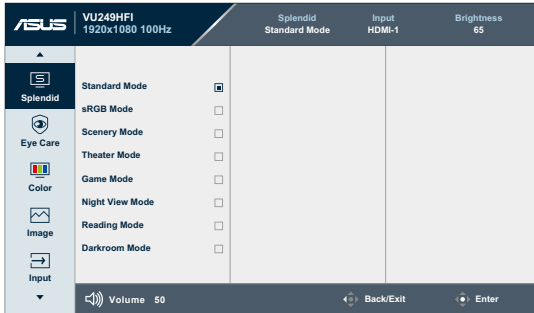 ASUS
VU249HFI
1920x1080 100Hz
Splendid
Standard Mode
Input
HDMI-1
Brightness
65
Splendid
Eye Care
Color
Image
Input
Standard Mode
sRGB Mode
Scenery Mode
Theater Mode
Game Mode
Night View Mode
Reading Mode
Darkroom Mode
Volume 50
Back/Exit
Enter